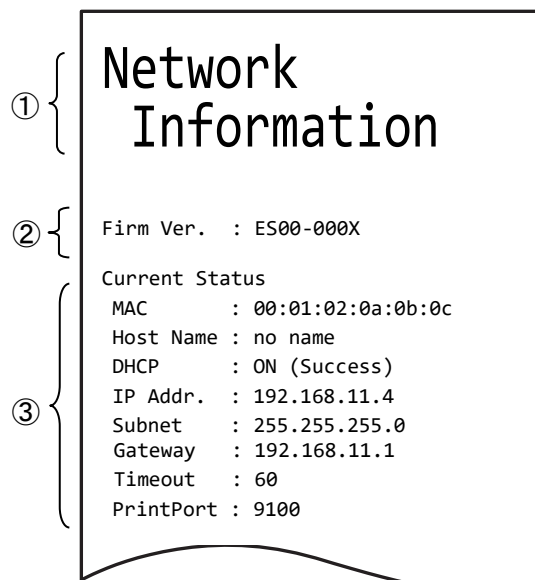 Network
Information
①
Firm Ver. : ES00-000X
②
Current Status
MAC : 00:01:02:0a:0b:0c
Host Name : no name
DHCP : ON (Success)
IP Addr. : 192.168.11.4
③
Subnet : 255.255.255.0
Gateway : 192.168.11.1
Timeout : 60
PrintPort : 9100